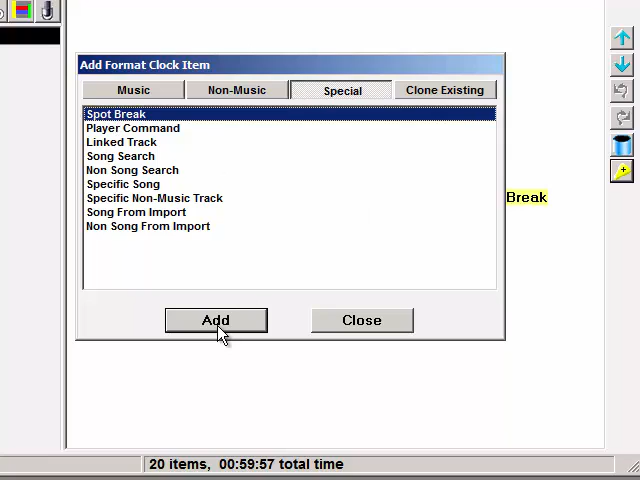 Add Format Clock Item
Music Non-Music Special Clone Existing
Spot Break
Player Command
Linked Track
Song Search
Non Song Search
Specific Song
Specific Non-Music Track
Break
Song From Import
Non Song From Import
Add Close
20 items, 00:59:57 total time